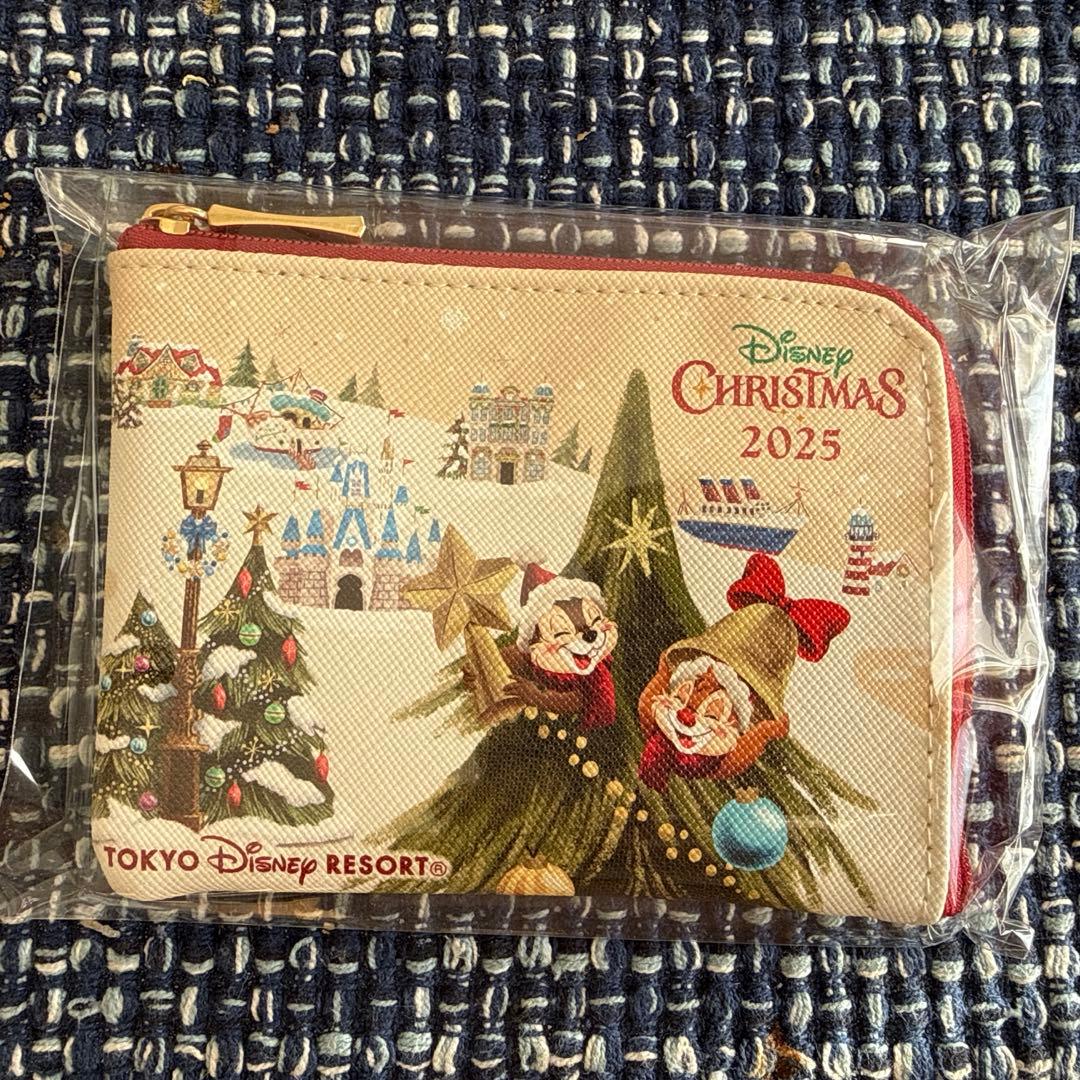 Disney
CHRISTMAS
2025
TOKYO Disney RESORT®